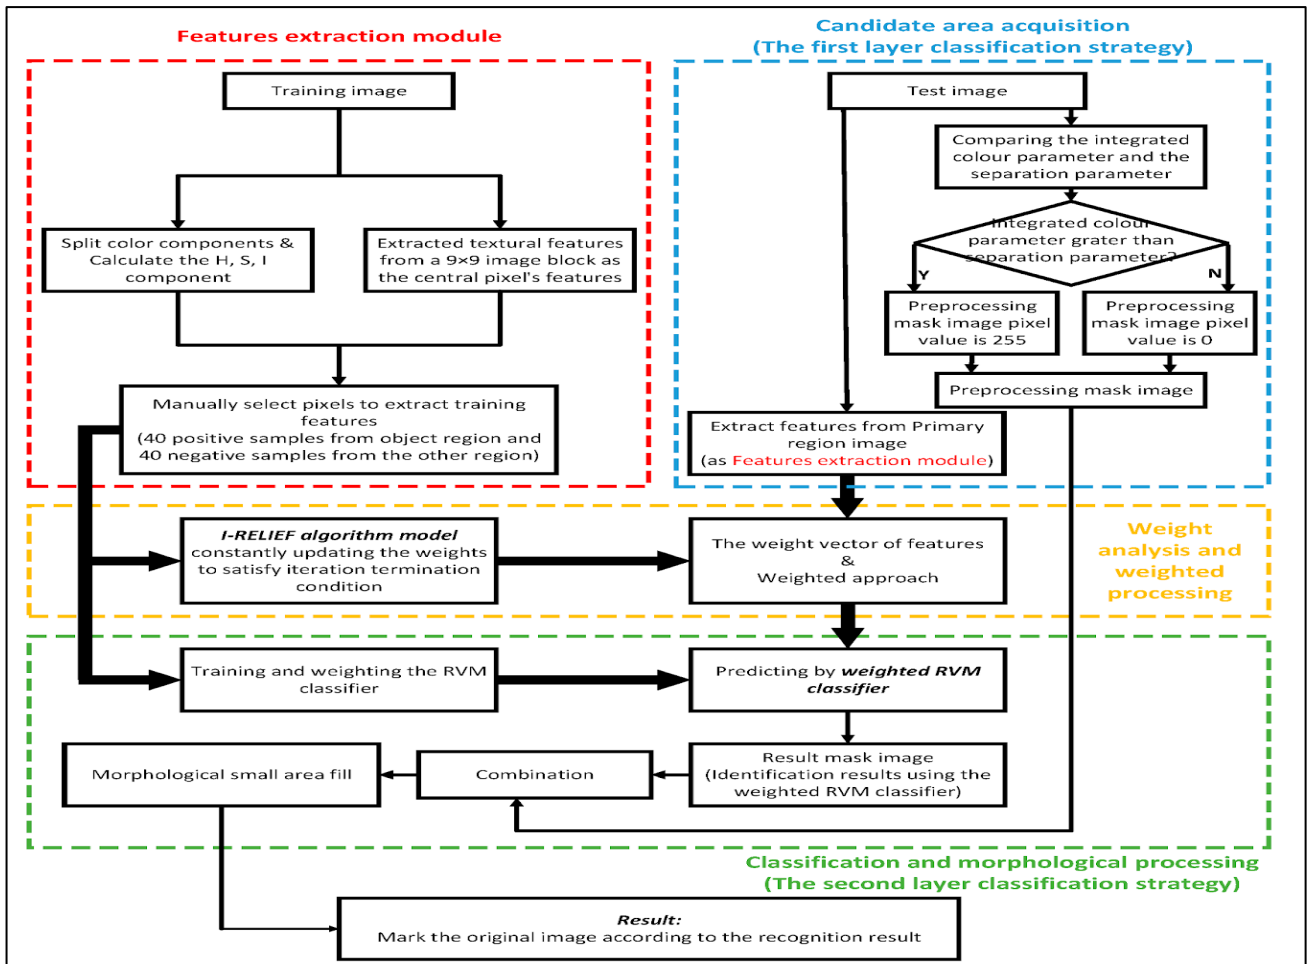 Features extraction module
Training image
Split color components &
Calculate the H, S, I
component
Extracted textural features
from a 9×9 image block as
the central pixel's features
Manually select pixels to extract training
features
(40 positive samples from object region and
40 negative samples from the other region)
Candidate area acquisition
(The first layer classification strategy)
Test image
Comparing the integrated
colour parameter and the
separation parameter
Integrated colour
parameter grater than
separation parameter?
Y
N
Preprocessing
mask image pixel
value is 255
Preprocessing
mask image pixel
value is 0
Preprocessing mask image
Extract features from Primary
region image
(as Features extraction module)
Weight
analysis and
weighted
processing
I-RELIEF algorithm model
constantly updating the weights
to satisfy iteration termination
condition
The weight vector of features
&
Weighted approach
Training and weighting the RVM
classifier
Predicting by weighted RVM
classifier
Result mask image
(Identification results using the
weighted RVM classifier)
Combination
Morphological small area fill
Classification and morphological processing
(The second layer classification strategy)
Result:
Mark the original image according to the recognition result